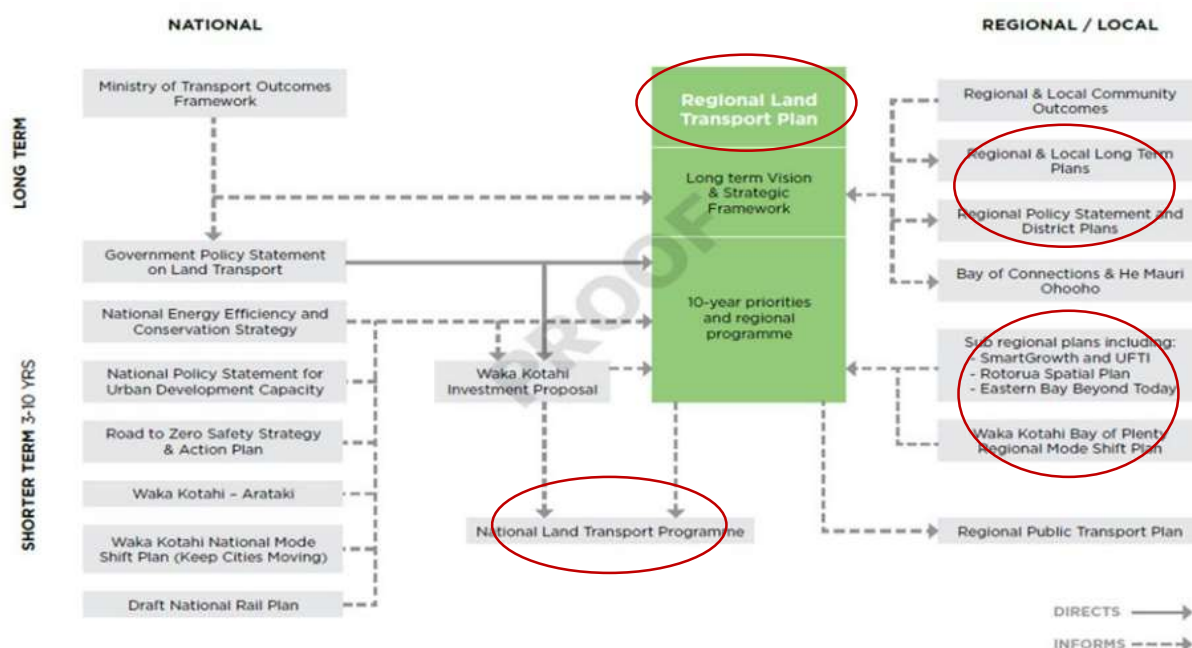 NATIONAL
REGIONAL / LOCAL
LONG TERM
SHORTER TERM 3-10 YRS
Ministry of Transport Outcomes
Framework
Government Policy Statement
on Land Transport
National Energy Efficiency and
Conservation Strategy
National Policy Statement for
Urban Development Capacity
Road to Zero Safety Strategy
& Action Plan
Waka Kotahi – Arataki
Waka Kotahi National Mode
Shift Plan (Keep Cities Moving)
Draft National Rail Plan
Waka Kotahi
Investment Proposal
National Land Transport Programme
Regional Land
Transport Plan
Long term Vision
& Strategic
Framework
10-year priorities
and regional
programme
PROOF
Regional & Local Community
Outcomes
Regional & Local Long Term
Plans
Regional Policy Statement and
District Plans
Bay of Connections & He Mauri
Ohooho
Sub regional plans including:
- SmartGrowth and UFTI
- Rotorua Spatial Plan
- Eastern Bay Beyond Today
Waka Kotahi Bay of Plenty
Regional Mode Shift Plan
Regional Public Transport Plan
DIRECTS
INFORMS